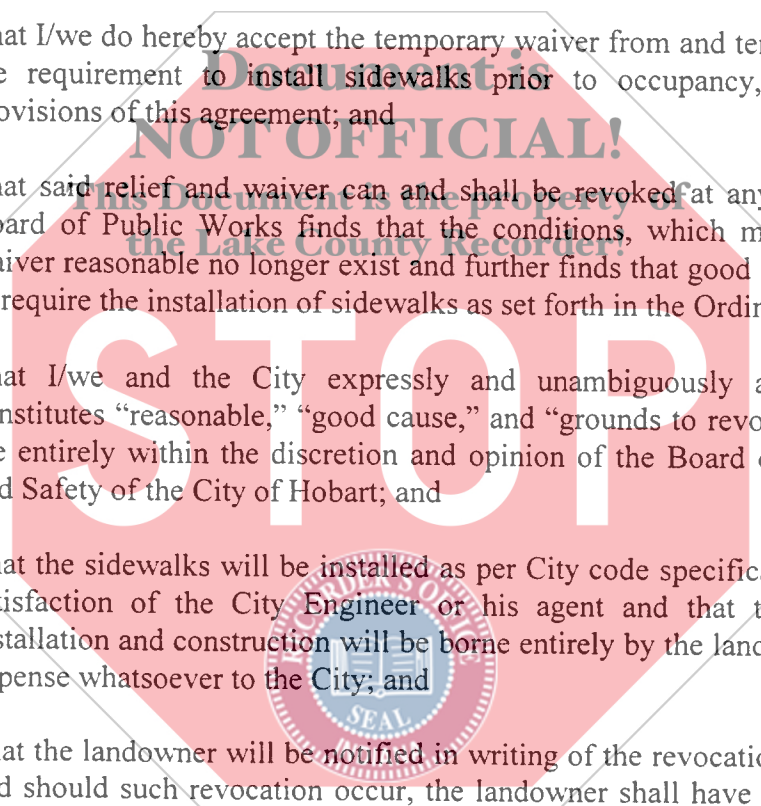 at I/we do hereby accept the temporary waiver from and
e requirement to install sidewalks prior to occupancy,
ovisions of this agreement; and
Document is
NOT OFFICIAL!
This Document is the property of
the Lake County Recorder!
at said relief and waiver can and shall be revoked at any
oard of Public Works finds that the conditions, which
aiver reasonable no longer exist and further finds that good
require the installation of sidewalks as set forth in the
at I/we and the City expressly and unambiguously
nstitutes “reasonable,” “good cause,” and “grounds to
e entirely within the discretion and opinion of the Board
d Safety of the City of Hobart; and
STOP
at the sidewalks will be installed as per City code
tisfaction of the City Engineer or his agent and that
stallation and construction will be borne entirely by the
pense whatsoever to the City; and
RECORDER'S OFFICE
SEAL
at the landowner will be notified in writing of the
d should such revocation occur, the landowner shall have